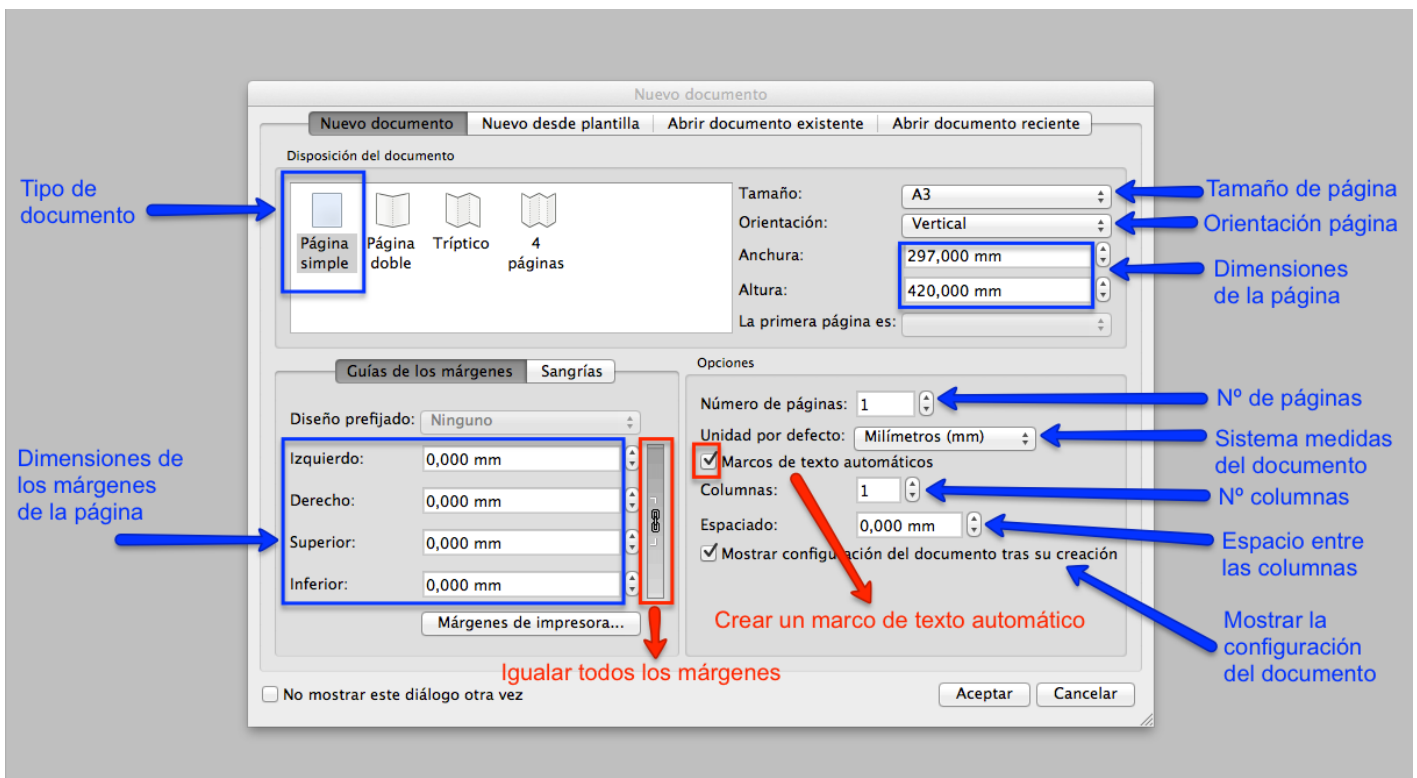 Nuevo documento
Nuevo documento
Nuevo desde plantilla
Abrir documento existente
Abrir documento reciente
Disposición del documento
Tipo de
documento
Página
simple
Página
doble
Tríptico
4
páginas
Tamaño:
A3
Orientación:
Vertical
Anchura:
297,000 mm
Altura:
420,000 mm
La primera página es:
Tamaño de página
Orientación página
Dimensiones
de la página
Guías de los márgenes
Sangrías
Diseño prefijado:
Ninguno
Izquierdo:
0,000 mm
Derecho:
0,000 mm
Superior:
0,000 mm
Inferior:
0,000 mm
Márgenes de impresora...
Dimensiones de
los márgenes
de la página
Igualar todos los márgenes
Opciones
Número de páginas:
1
Unidad por defecto:
Milímetros (mm)
Marcos de texto automáticos
Columnas:
1
Espaciado:
0,000 mm
Mostrar configuración del documento tras su creación
Crear un marco de texto automático
Nº de páginas
Sistema medidas
del documento
Nº columnas
Espacio entre
las columnas
Mostrar la
configuración
del documento
No mostrar este diálogo otra vez
Aceptar
Cancelar